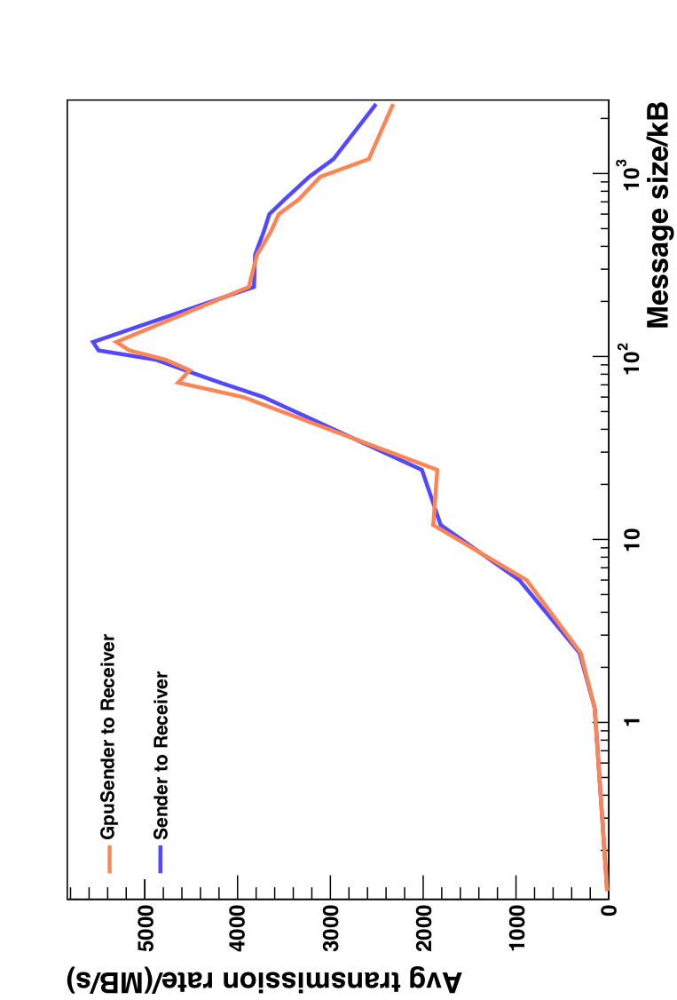 Avg transmission rate/(MB/s)
5000
4000
3000
2000
1000
0
GpuSender to Receiver
Sender to Receiver
1
10
10²
10³
Message size/kB